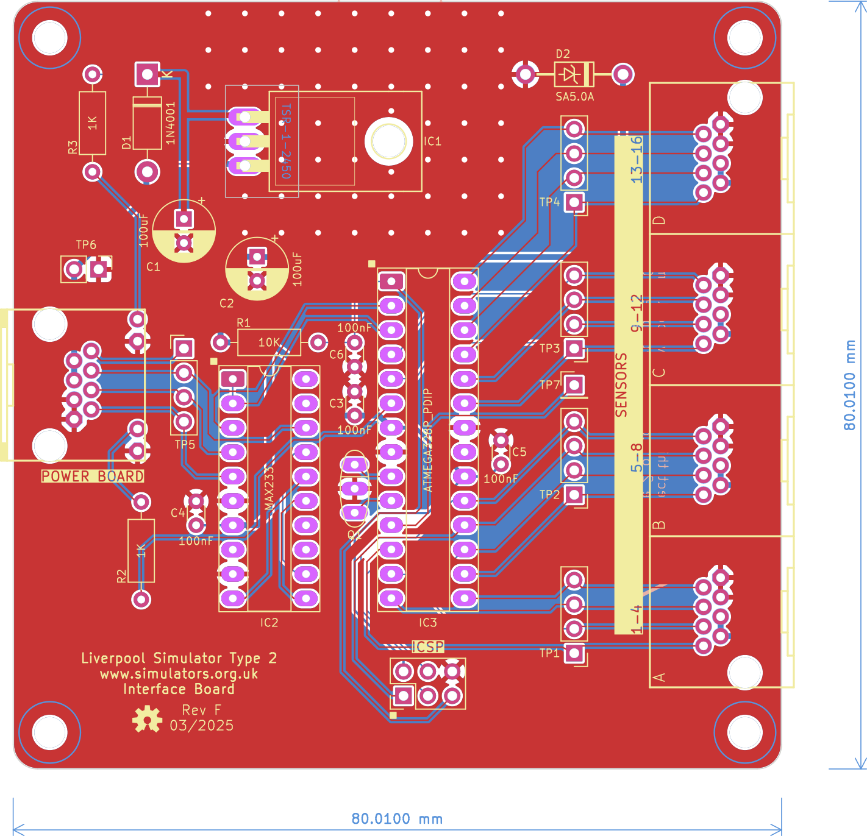 D2
SA5.0A
K
1N4001
D1
R3
1K
TSR-1-2450
IC1
13-16
TP4
D
100uF
C1
100uF
C2
TP6
R1
10K
100nF
C6
C3
100nF
9-12
TP3
C
TP7
SENSORS
ATMEGA328P_PDIP
MAX233
TP5
POWER BOARD
C5
100nF
5-8
TP2
B
C4
100nF
Q1
R2
1K
IC2
IC3
1-4
TP1
A
ICSP
Liverpool Simulator Type 2
www.simulators.org.uk
Interface Board
Rev F
03/2025
80.0100 mm
80.0100 mm